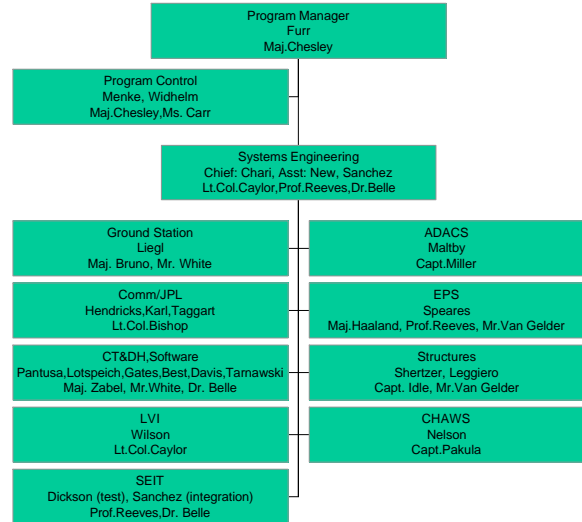 Program Manager
Furr
Maj.Chesley
Program Control
Menke, Widhelm
Maj.Chesley,Ms. Carr
Systems Engineering
Chief: Chari, Asst: New, Sanchez
Lt.Col.Caylor,Prof.Reeves,Dr.Belle
Ground Station
Liegl
Maj. Bruno, Mr. White
ADACS
Maltby
Capt.Miller
Comm/JPL
Hendricks,Karl,Taggart
Lt.Col.Bishop
EPS
Speares
Maj.Haaland, Prof.Reeves, Mr.Van Gelder
CT&DH,Software
Pantusa,Lotspeich,Gates,Best,Davis,Tarnawski
Maj. Zabel, Mr.White, Dr. Belle
Structures
Shertzer, Leggiero
Capt. Idle, Mr.Van Gelder
LVI
Wilson
Lt.Col.Caylor
CHAWS
Nelson
Capt.Pakula
SEIT
Dickson (test), Sanchez (integration)
Prof.Reeves,Dr. Belle